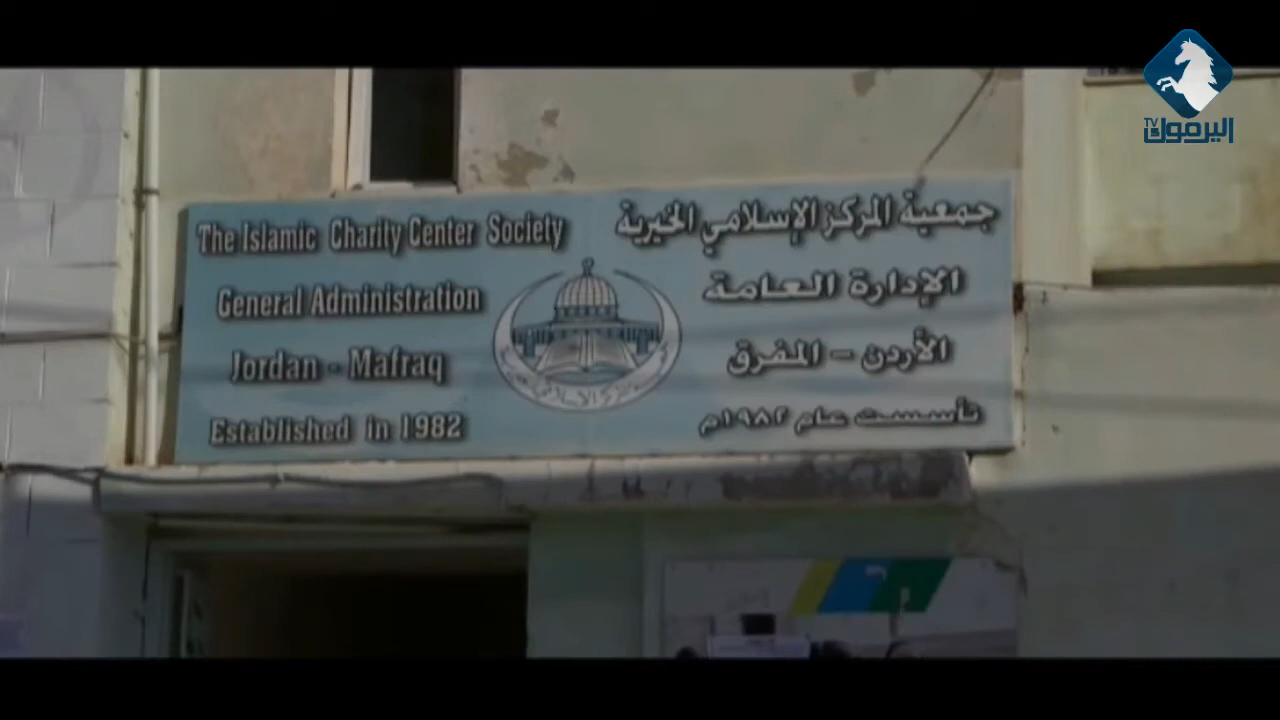 اليرموك
TV
جمعية المركز الإسلامي الخيرية
الإدارة العامة
الأردن - المفرق
تأسست عام ١٩٨٢م
The Islamic Charity Center Society
General Administration
Jordan - Mafraq
Established in 1982